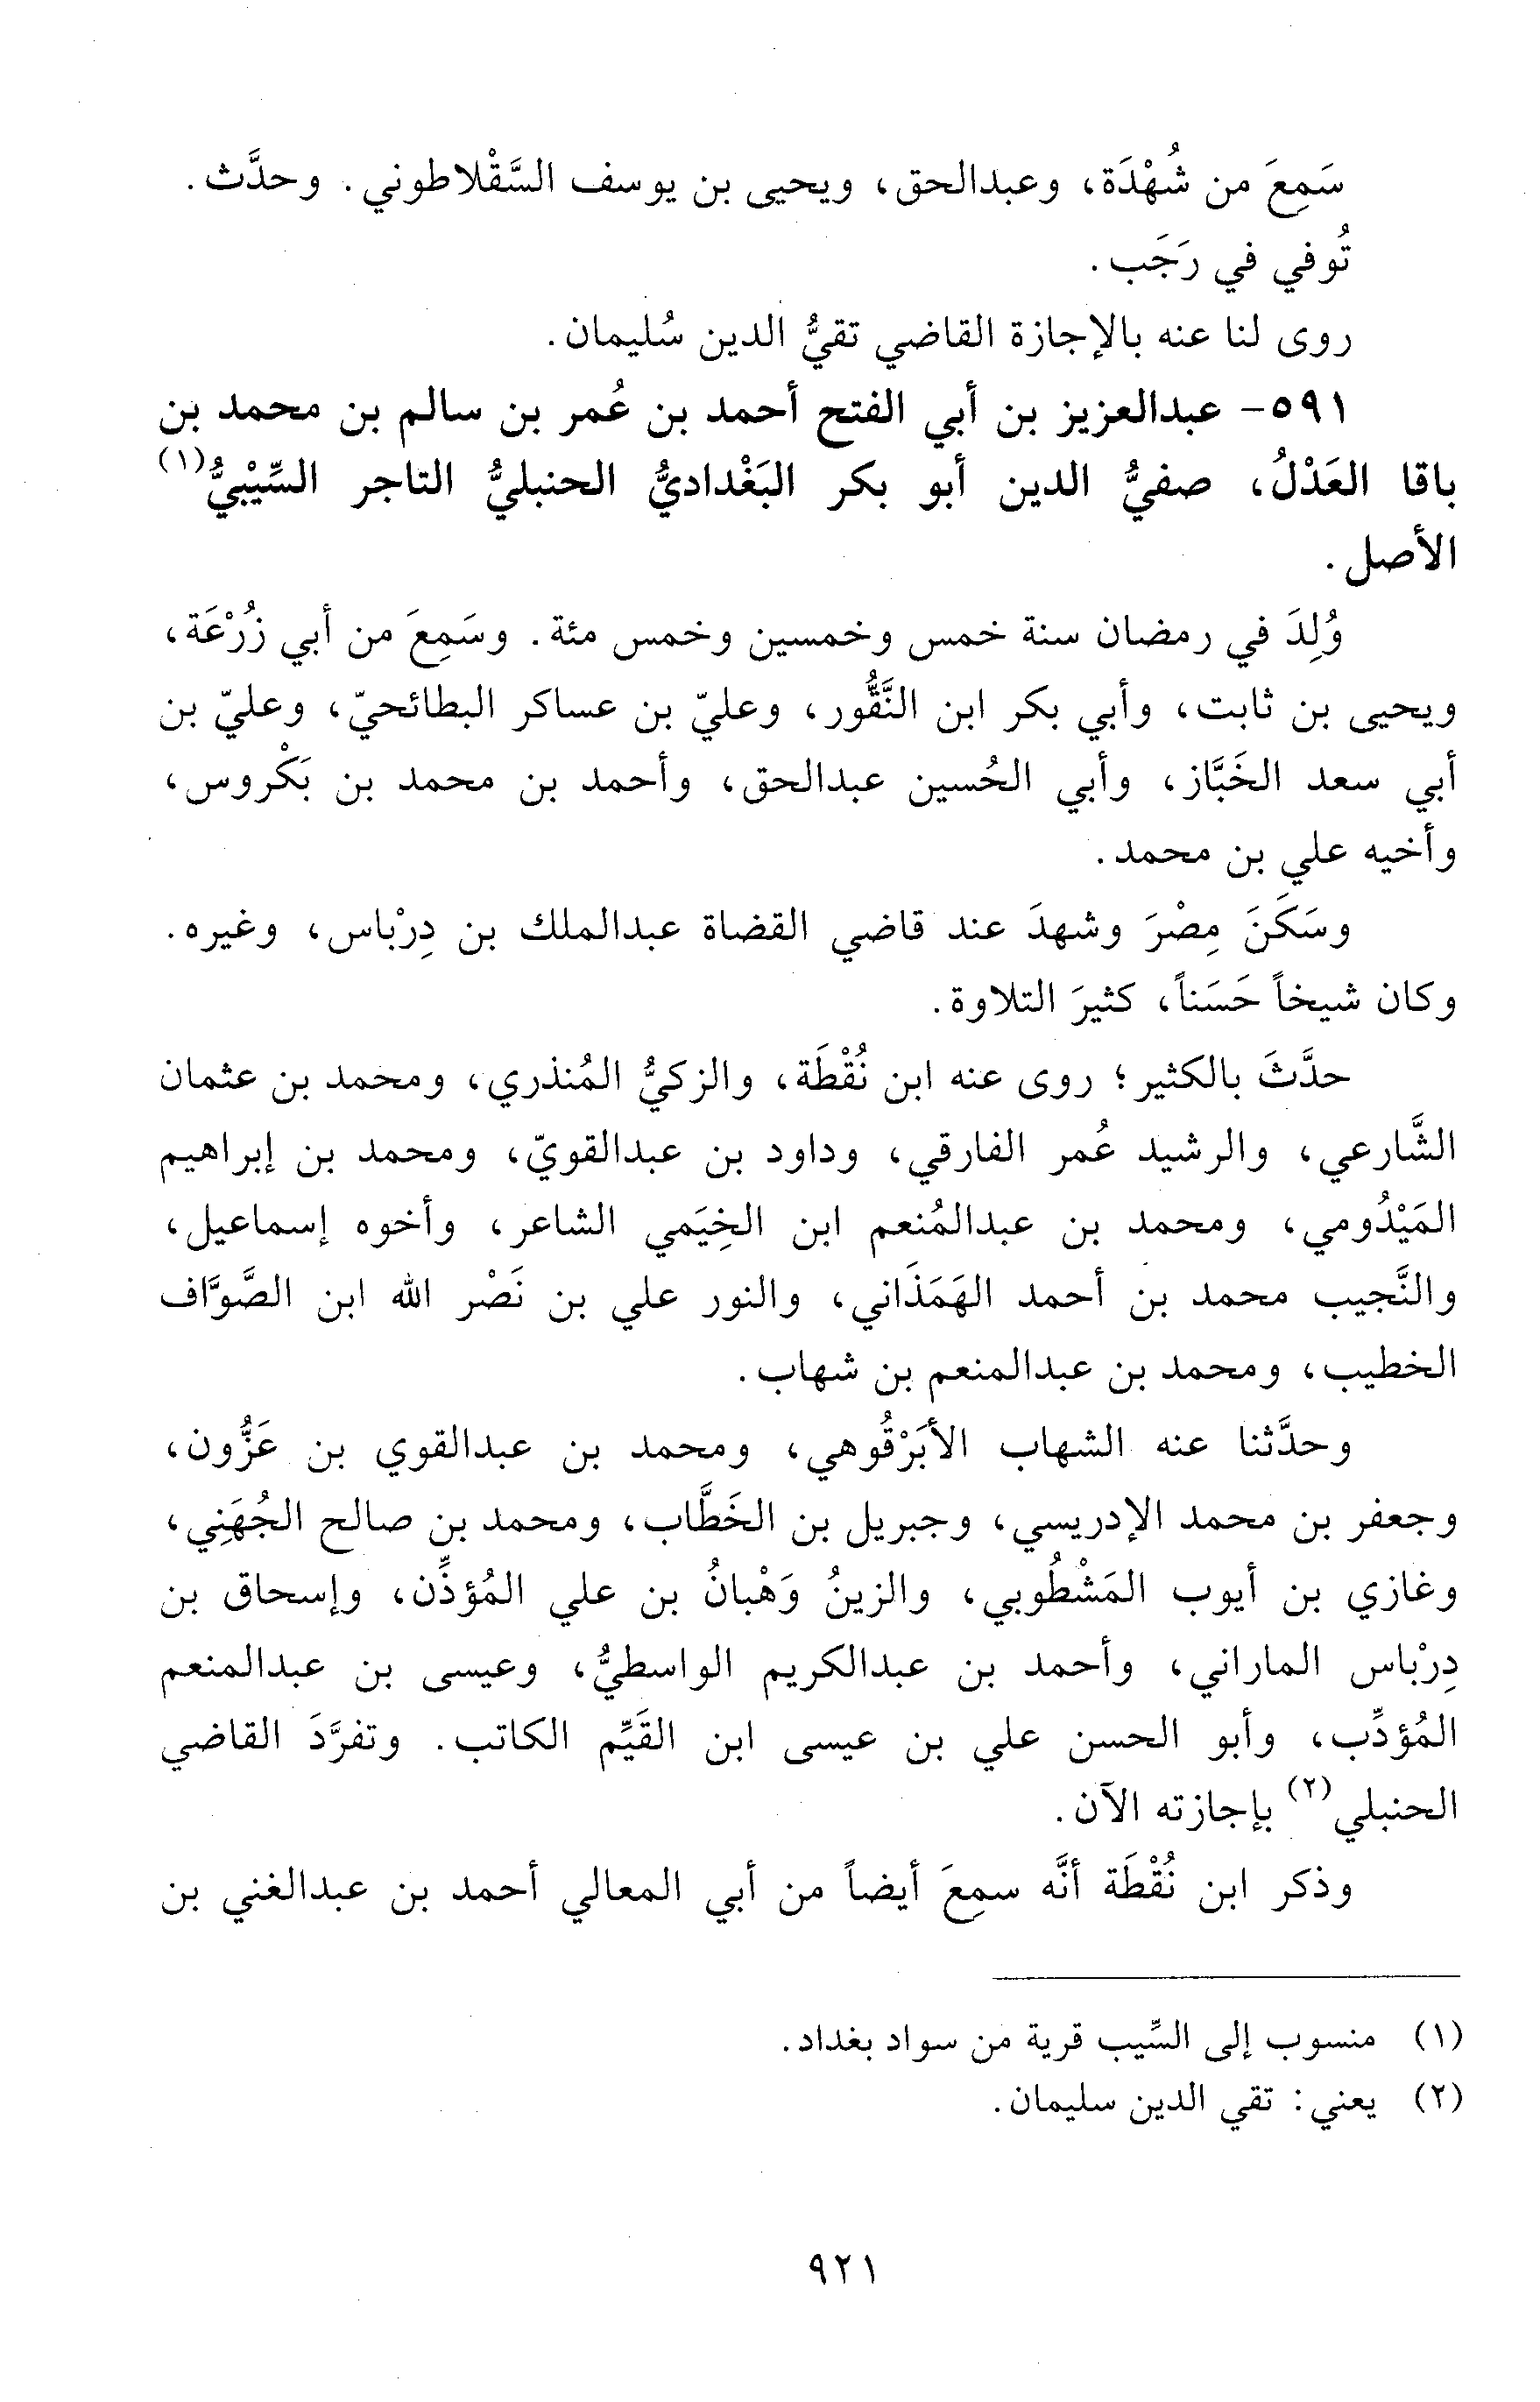 سَمِعَ من شُهْدَة، وعبدالحق، ويحيى بن يوسف السَّقْلاطوني. وحدَّث.
تُوفي في رَجَب.
روى لنا عنه بالإجازة القاضي تقيُّ الدين سُليمان.
٥٩١- عبدالعزيز بن أبي الفتح أحمد بن عُمر بن سالم بن محمد بن
باقا العَدْلُ، صفيُّ الدين أبو بكر البَغْداديُّ الحنبليُّ التاجر السِّيْبيُّ(١)
الأصل.
وُلِدَ في رمضان سنة خمس وخمسين وخمس مئة. وسَمِعَ من أبي زُرْعَة،
ويحيى بن ثابت، وأبي بكر ابن النَّقُّور، وعليّ بن عساكر البطائحيّ، وعليّ بن
أبي سعد الخَبَّاز، وأبي الحُسين عبدالحق، وأحمد بن محمد بن بَكْروس،
وأخيه علي بن محمد.
وسَكَنَ مِصْرَ وشهدَ عند قاضي القضاة عبدالملك بن دِرْباس، وغيره.
وكان شيخاً حَسَناً، كثيرَ التلاوة.
حدَّثَ بالكثير؛ روى عنه ابن نُقْطَة، والزكيُّ المُنذري، ومحمد بن عثمان
الشَّارعي، والرشيد عُمر الفارقي، وداود بن عبدالقويّ، ومحمد بن إبراهيم
المَيْدُومي، ومحمد بن عبدالمُنعم ابن الخِيَمي الشاعر، وأخوه إسماعيل،
والنَّجيب محمد بن أحمد الهَمَذَاني، والنور علي بن نَصْر الله ابن الصَّوَّاف
الخطيب، ومحمد بن عبدالمنعم بن شهاب.
وحدَّثنا عنه الشهاب الأبَرْقُوهي، ومحمد بن عبدالقوي بن عَزُّون،
وجعفر بن محمد الإدريسي، وجبريل بن الخَطَّاب، ومحمد بن صالح الجُهَنِي،
وغازي بن أيوب المَشْطُوبي، والزينُ وَهْبانُ بن علي المُؤذِّن، وإسحاق بن
دِرْباس الماراني، وأحمد بن عبدالكريم الواسطيُّ، وعيسى بن عبدالمنعم
المُؤدِّب، وأبو الحسن علي بن عيسى ابن القَيِّم الكاتب. وتفرَّدَ القاضي
الحنبلي(٢) بإجازته الآن.
وذكر ابن نُقْطَة أنَّه سمعَ أيضاً من أبي المعالي أحمد بن عبدالغني بن
(١) منسوب إلى السِّيب قرية من سواد بغداد.
(٢) يعني: تقي الدين سليمان.
٩٢١